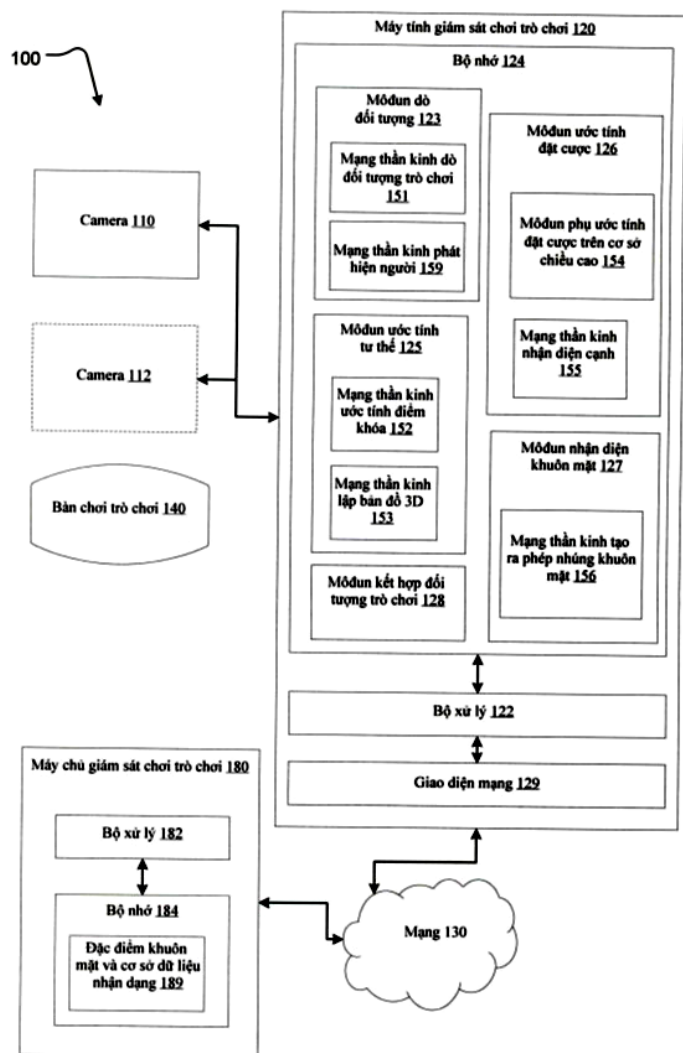 100
Máy tính giám sát chơi trò chơi 120
Bộ nhớ 124
Môđun dò
đối tượng 123
Mạng thần kinh dò
đối tượng trò chơi
151
Mạng thần kinh phát
hiện người 159
Môđun ước tính
đặt cược 126
Môđun phụ ước tính
đặt cược trên cơ sở
chiều cao 154
Mạng thần kinh
nhận diện cạnh
155
Camera 110
Camera 112
Bàn chơi trò chơi 140
Môđun ước tính
tư thế 125
Mạng thần kinh
ước tính điểm
khóa 152
Mạng thần kinh
lập bản đồ 3D
153
Môđun nhận diện
khuôn mặt 127
Mạng thần kinh tạo
ra phép nhúng khuôn
mặt 156
Môđun kết hợp đối
tượng trò chơi 128
Bộ xử lý 122
Giao diện mạng 129
Máy chủ giám sát chơi trò chơi 180
Bộ xử lý 182
Bộ nhớ 184
Đặc điểm khuôn
mặt và cơ sở dữ liệu
nhận dạng 189
Mạng 130